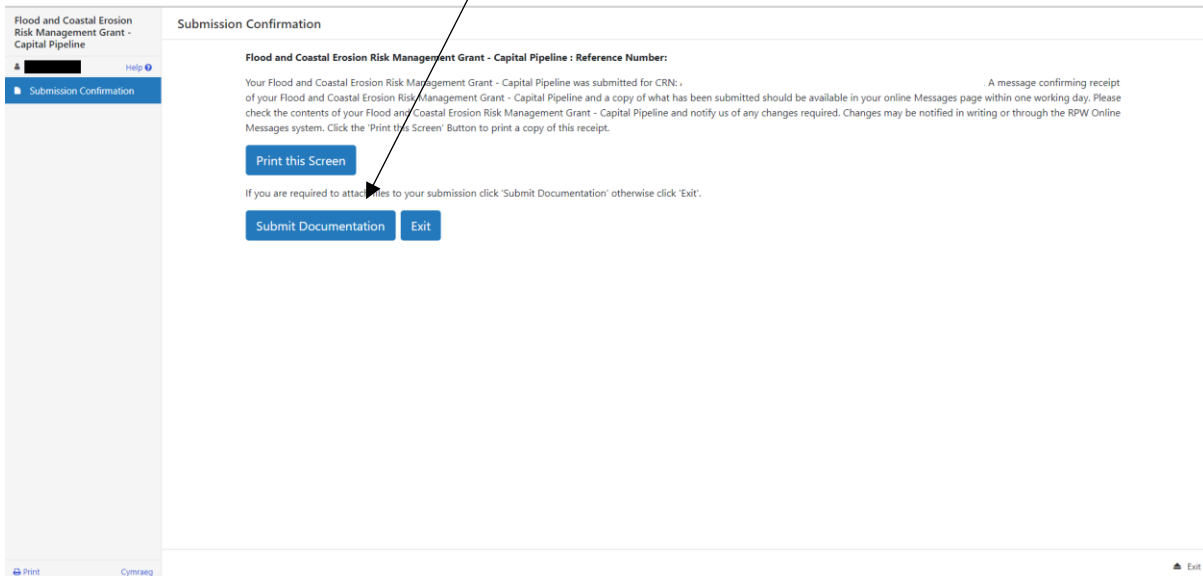 Flood and Coastal Erosion
Risk Management Grant -
Capital Pipeline
Help
Submission Confirmation
Print
Cymraeg
Submission Confirmation
Flood and Coastal Erosion Risk Management Grant - Capital Pipeline : Reference Number:
Your Flood and Coastal Erosion Risk Management Grant - Capital Pipeline was submitted for CRN: A message confirming receipt
of your Flood and Coastal Erosion Risk Management Grant - Capital Pipeline and a copy of what has been submitted should be available in your online Messages page within one working day. Please
check the contents of your Flood and Coastal Erosion Risk Management Grant - Capital Pipeline and notify us of any changes required. Changes may be notified in writing or through the RPW Online
Messages system. Click the 'Print this Screen' Button to print a copy of this receipt.
Print this Screen
If you are required to attach files to your submission click 'Submit Documentation' otherwise click 'Exit'.
Submit Documentation Exit
Exit